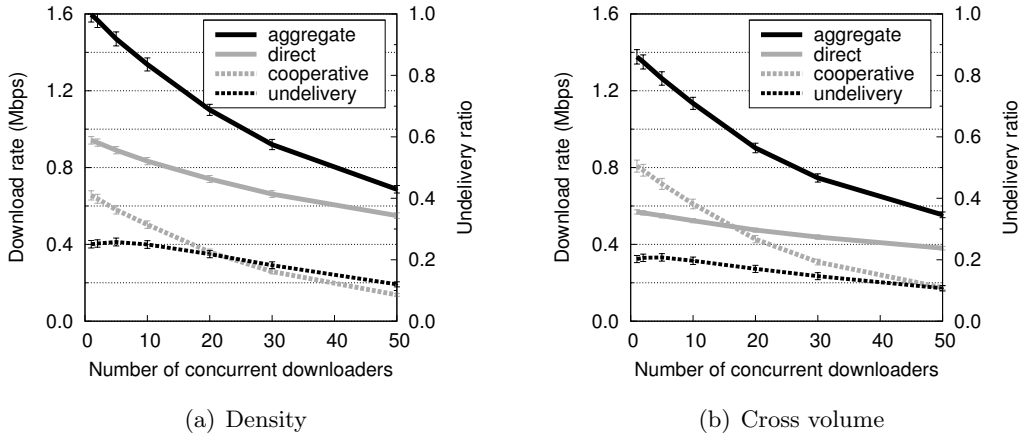 1.6
1.2
0.8
0.4
0.0
Download rate (Mbps)
1.0
0.8
0.6
0.4
0.2
0.0
Undelivery ratio
aggregate
direct
cooperative
undelivery
0 10 20 30 40 50
Number of concurrent downloaders
(a) Density
1.6
1.2
0.8
0.4
0.0
Download rate (Mbps)
1.0
0.8
0.6
0.4
0.2
0.0
Undelivery ratio
aggregate
direct
cooperative
undelivery
0 10 20 30 40 50
Number of concurrent downloaders
(b) Cross volume